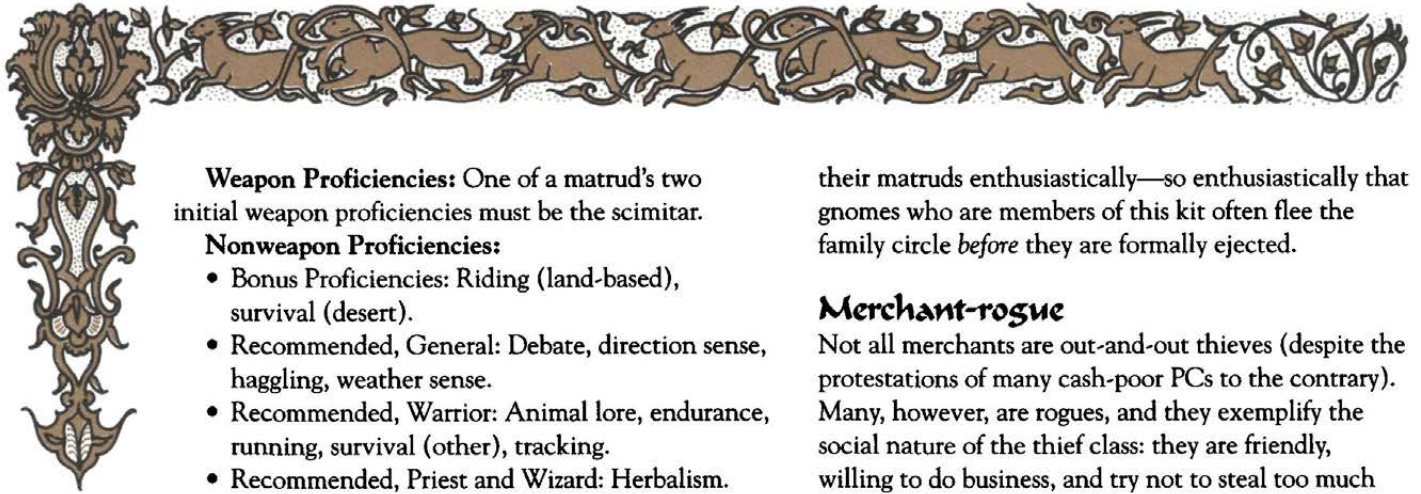 Weapon Proficiencies: One of a matrud's two
initial weapon proficiencies must be the scimitar.
Nonweapon Proficiencies:
• Bonus Proficiencies: Riding (land-based),
survival (desert).
• Recommended, General: Debate, direction sense,
haggling, weather sense.
• Recommended, Warrior: Animal lore, endurance,
running, survival (other), tracking.
• Recommended, Priest and Wizard: Herbalism.
their matruds enthusiastically—so enthusiastically that
gnomes who are members of this kit often flee the
family circle before they are formally ejected.
Merchant-rogue
Not all merchants are out-and-out thieves (despite the
protestations of many cash-poor PCs to the contrary).
Many, however, are rogues, and they exemplify the
social nature of the thief class: they are friendly,
willing to do business, and try not to steal too much